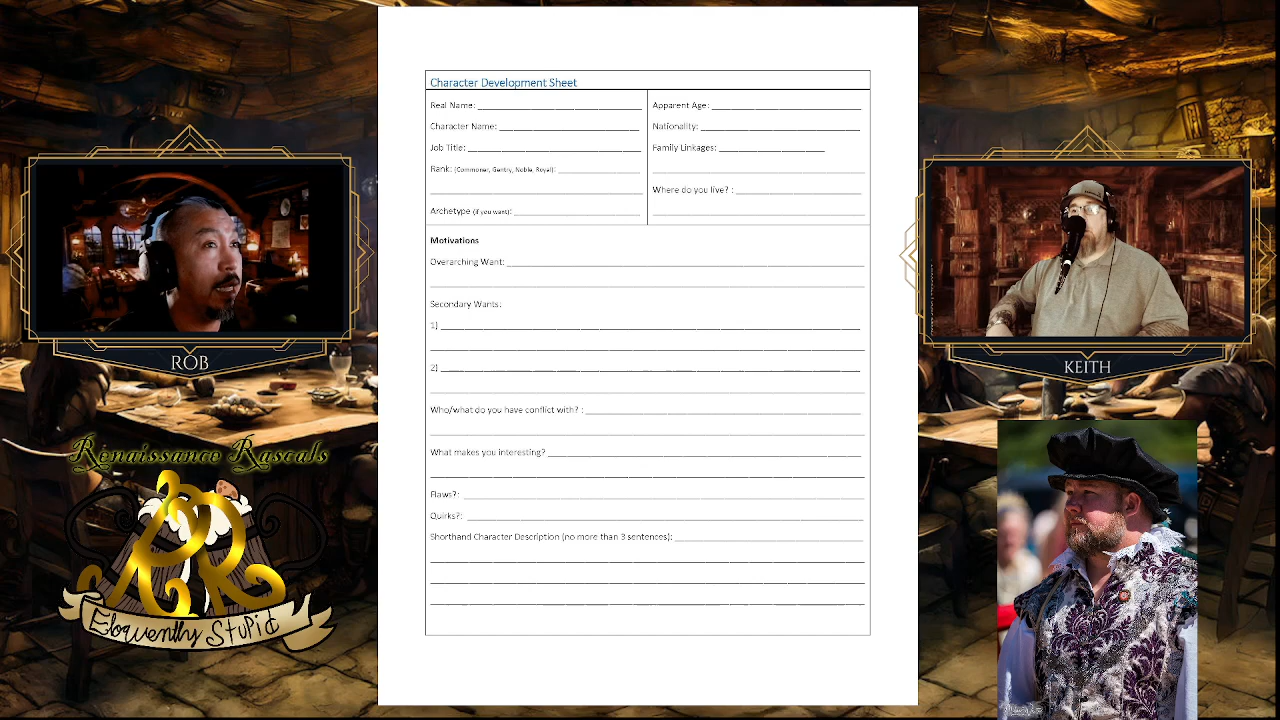 Character Development Sheet
Real Name:
Character Name:
Job Title:
Rank: (Commoner, Gentry, Noble, Royal):
Archetype (if you want):
Apparent Age:
Nationality:
Family Linkages:
Where do you live? :
Motivations
Overarching Want:
Secondary Wants:
1)
2)
Who/what do you have conflict with? :
What makes you interesting?
Flaws?:
Quirks?:
Shorthand Character Description (no more than 3 sentences):
ROB
KEITH
Renaissance Rascals
RR
Eloquently Stupid